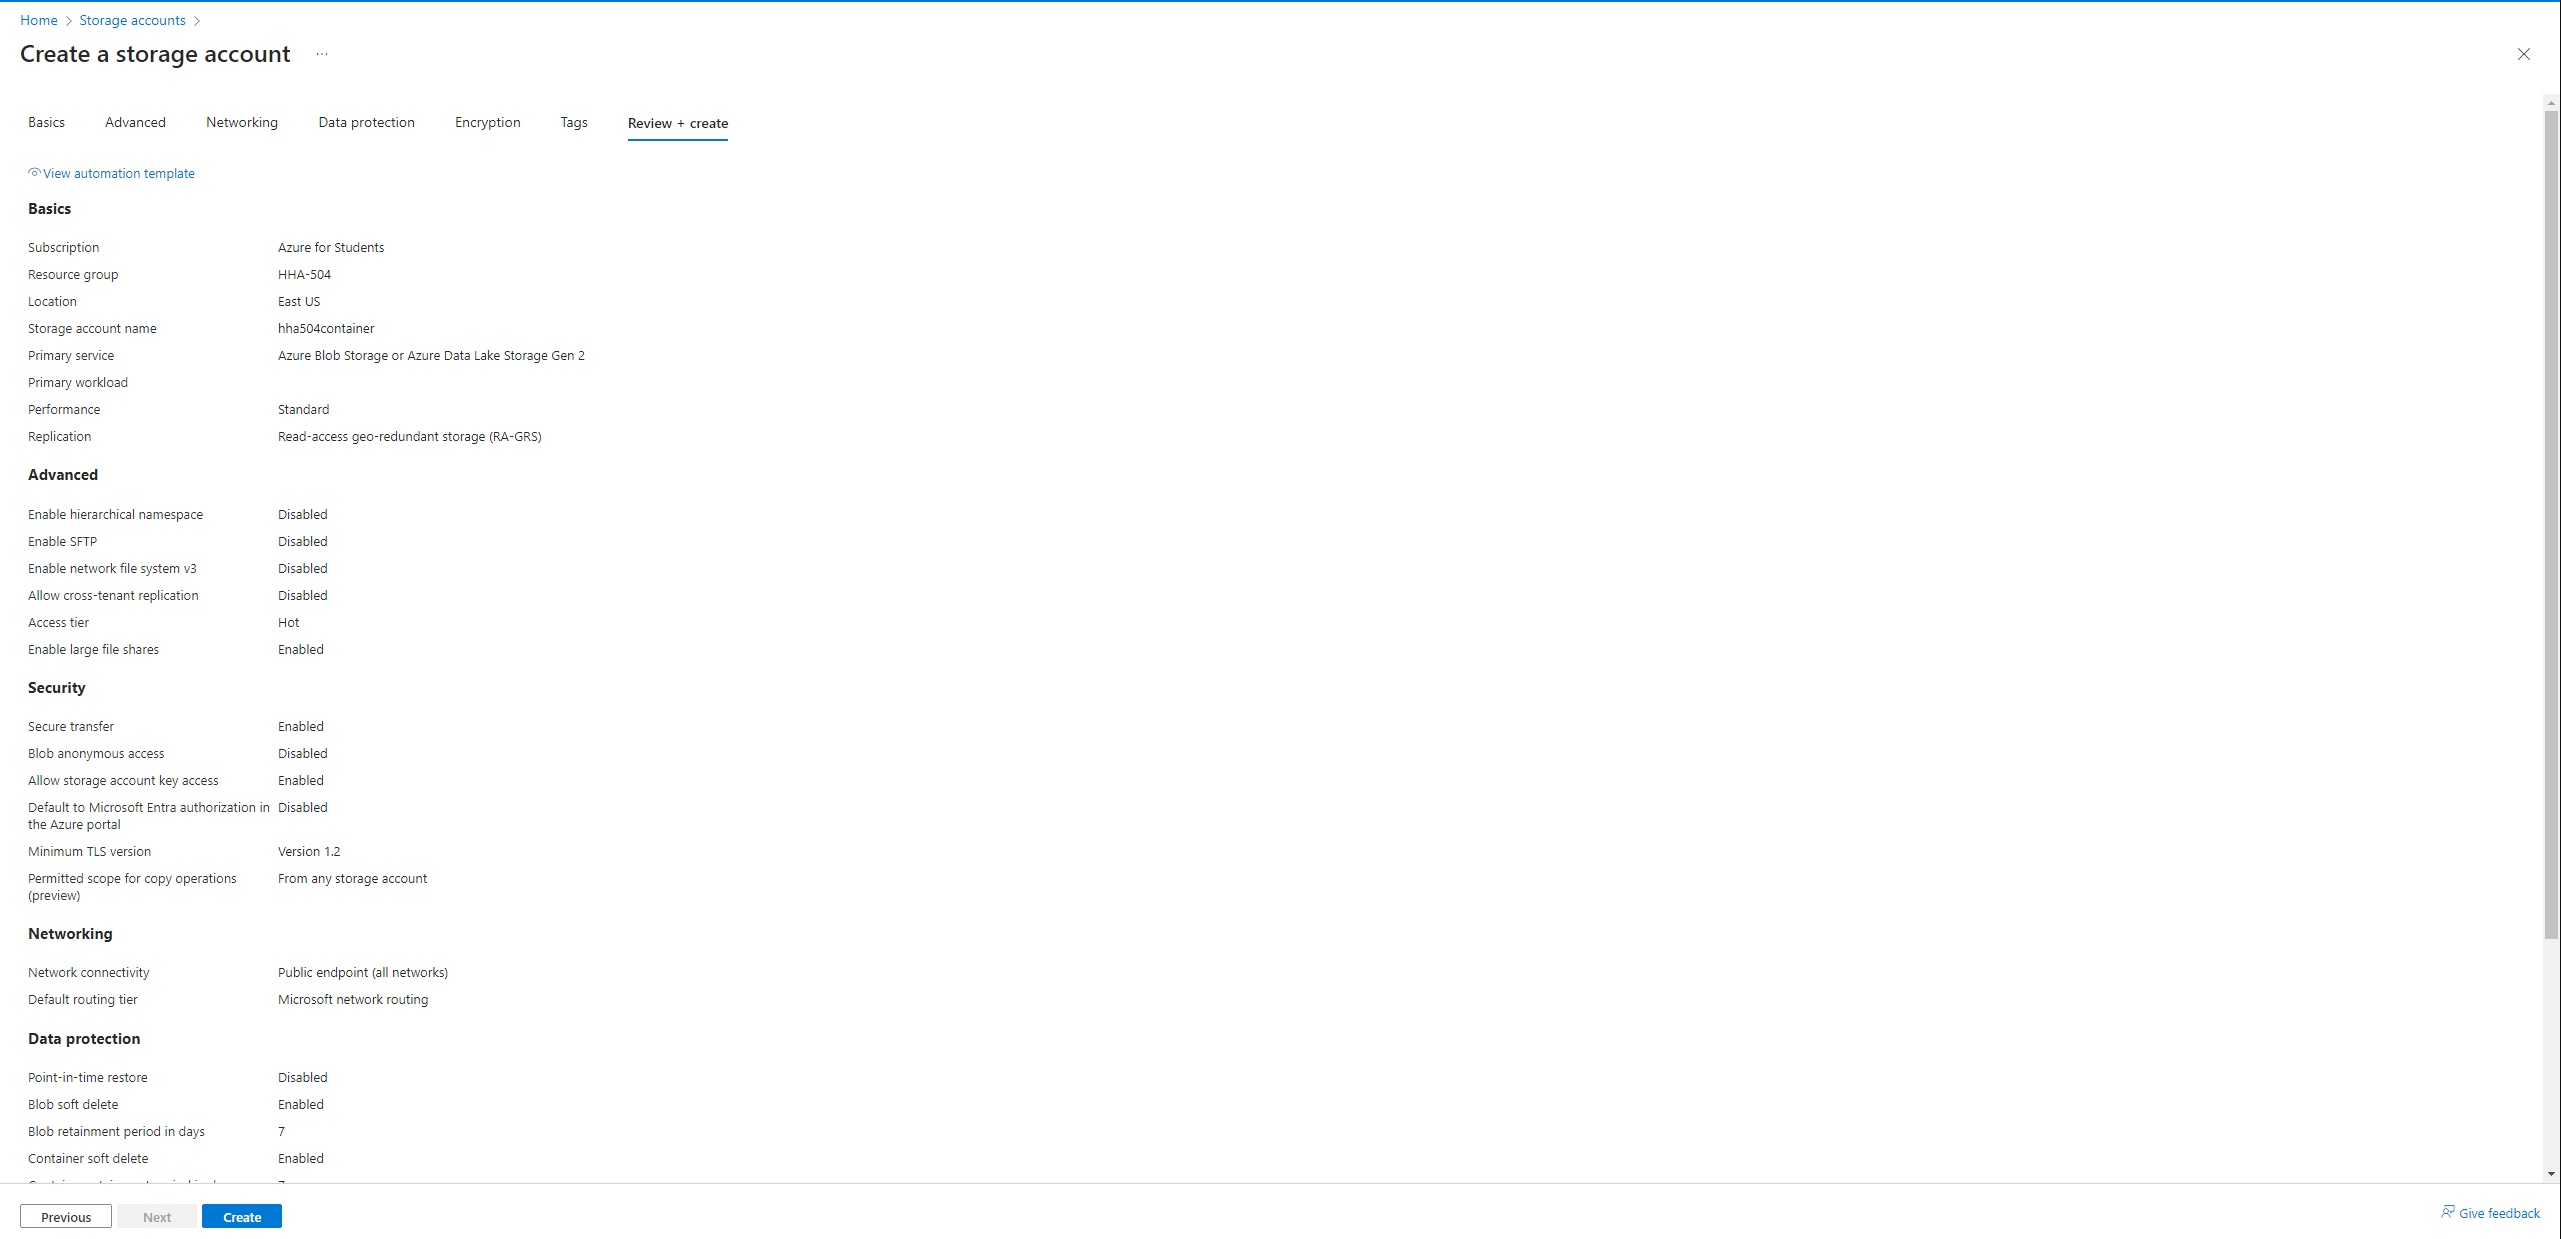 Home > Storage accounts >
Create a storage account ...
Basics Advanced Networking Data protection Encryption Tags Review + create
View automation template
Basics
Subscription Azure for Students
Resource group HHA-504
Location East US
Storage account name hha504container
Primary service Azure Blob Storage or Azure Data Lake Storage Gen 2
Primary workload
Performance Standard
Replication Read-access geo-redundant storage (RA-GRS)
Advanced
Enable hierarchical namespace Disabled
Enable SFTP Disabled
Enable network file system v3 Disabled
Allow cross-tenant replication Disabled
Access tier Hot
Enable large file shares Enabled
Security
Secure transfer Enabled
Blob anonymous access Disabled
Allow storage account key access Enabled
Default to Microsoft Entra authorization in Disabled
the Azure portal
Minimum TLS version Version 1.2
Permitted scope for copy operations From any storage account
(preview)
Networking
Network connectivity Public endpoint (all networks)
Default routing tier Microsoft network routing
Data protection
Point-in-time restore Disabled
Blob soft delete Enabled
Blob retainment period in days 7
Container soft delete Enabled
Previous Next Create Give feedback